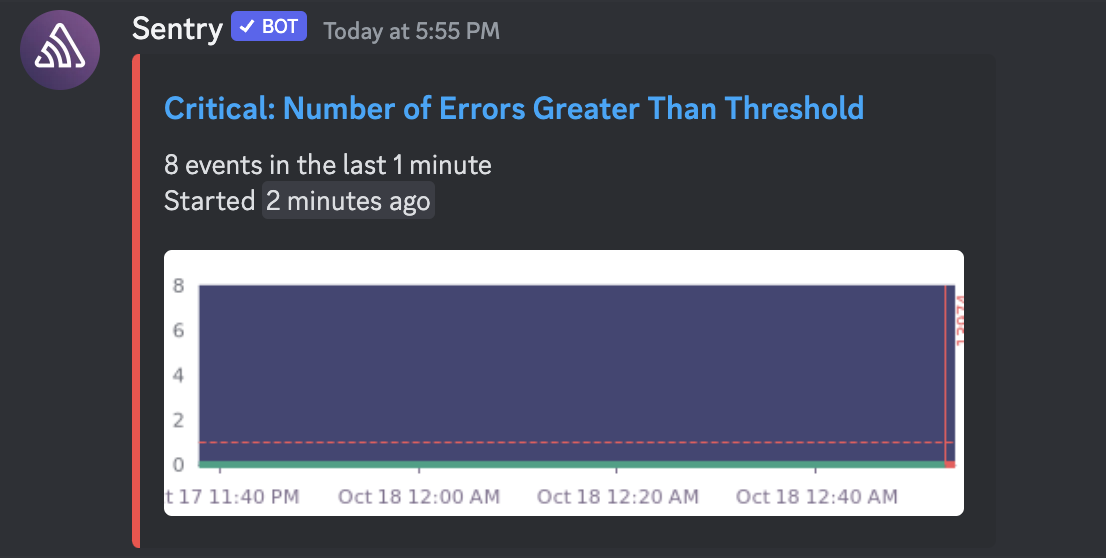 Sentry ✓ BOT Today at 5:55 PM
Critical: Number of Errors Greater Than Threshold
8 events in the last 1 minute
Started 2 minutes ago
8
6
4
2
0
t 17 11:40 PM Oct 18 12:00 AM Oct 18 12:20 AM Oct 18 12:40 AM